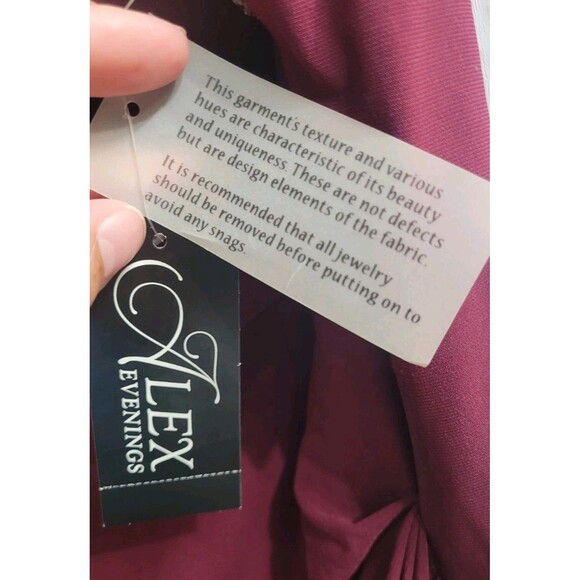 This garment's texture and various
hues are characteristic of its beauty
and uniqueness. These are not defects
but are design elements of the fabric.
It is recommended that all jewelry
should be removed before putting on to
avoid any snags.
ALEX
EVENINGS